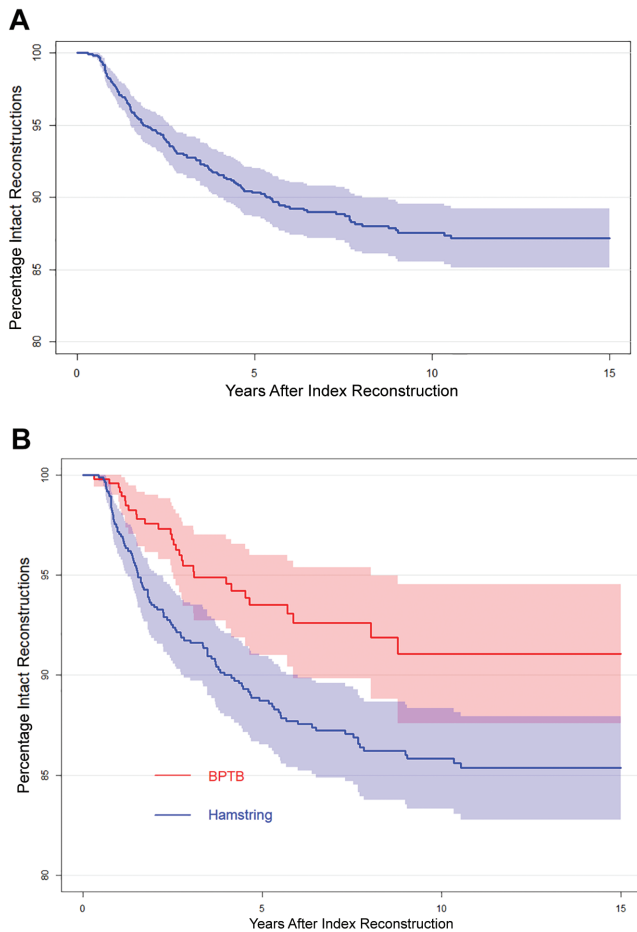 A
Percentage Intact Reconstructions
100
95
90
85
80
0 5 10 15
Years After Index Reconstruction
B
Percentage Intact Reconstructions
100
95
90
85
80
BPTB
Hamstring
0 5 10 15
Years After Index Reconstruction